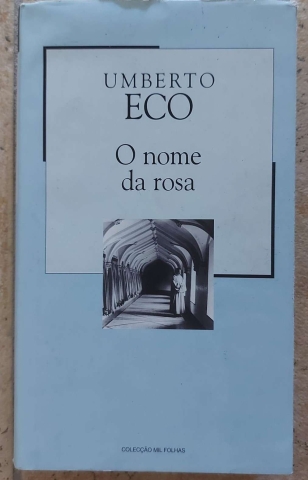 UMBERTO
ECO
O nome
da rosa
COLECÇÃO MIL FOLHAS